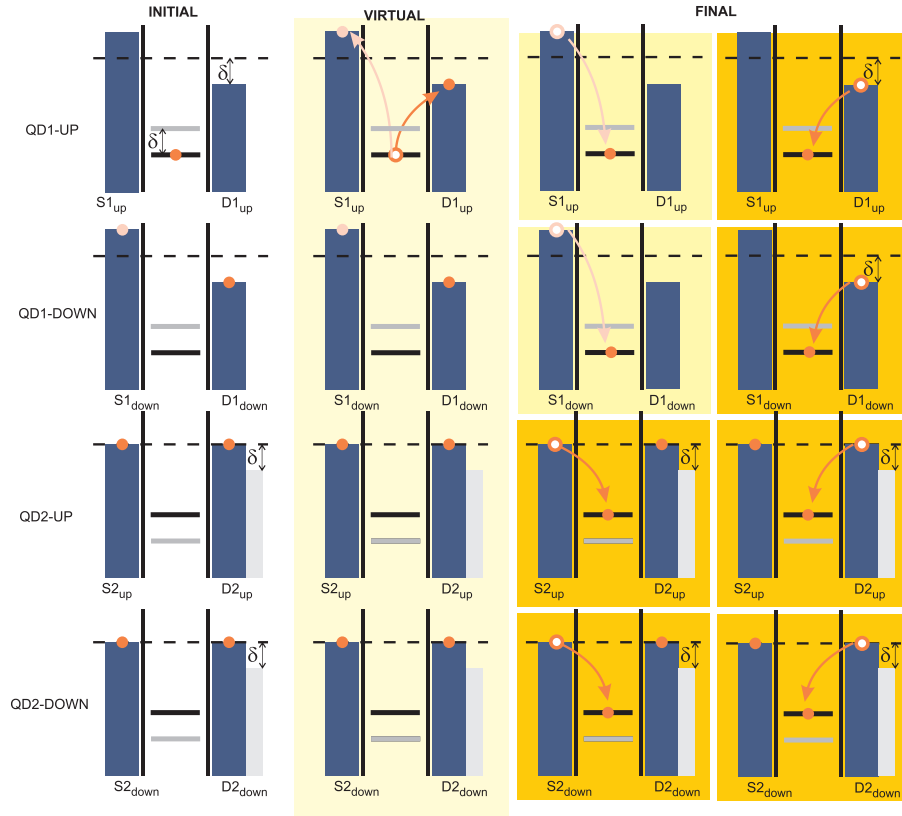 INITIAL VIRTUAL FINAL
δ δ
QD1-UP
δ
S1up D1up S1up D1up S1up D1up S1up D1up
δ
QD1-DOWN
S1down D1down S1down D1down S1down D1down S1down D1down
δ δ δ δ
QD2-UP
S2up D2up S2up D2up S2up D2up S2up D2up
δ δ δ δ
QD2-DOWN
S2down D2down S2down D2down S2down D2down S2down D2down